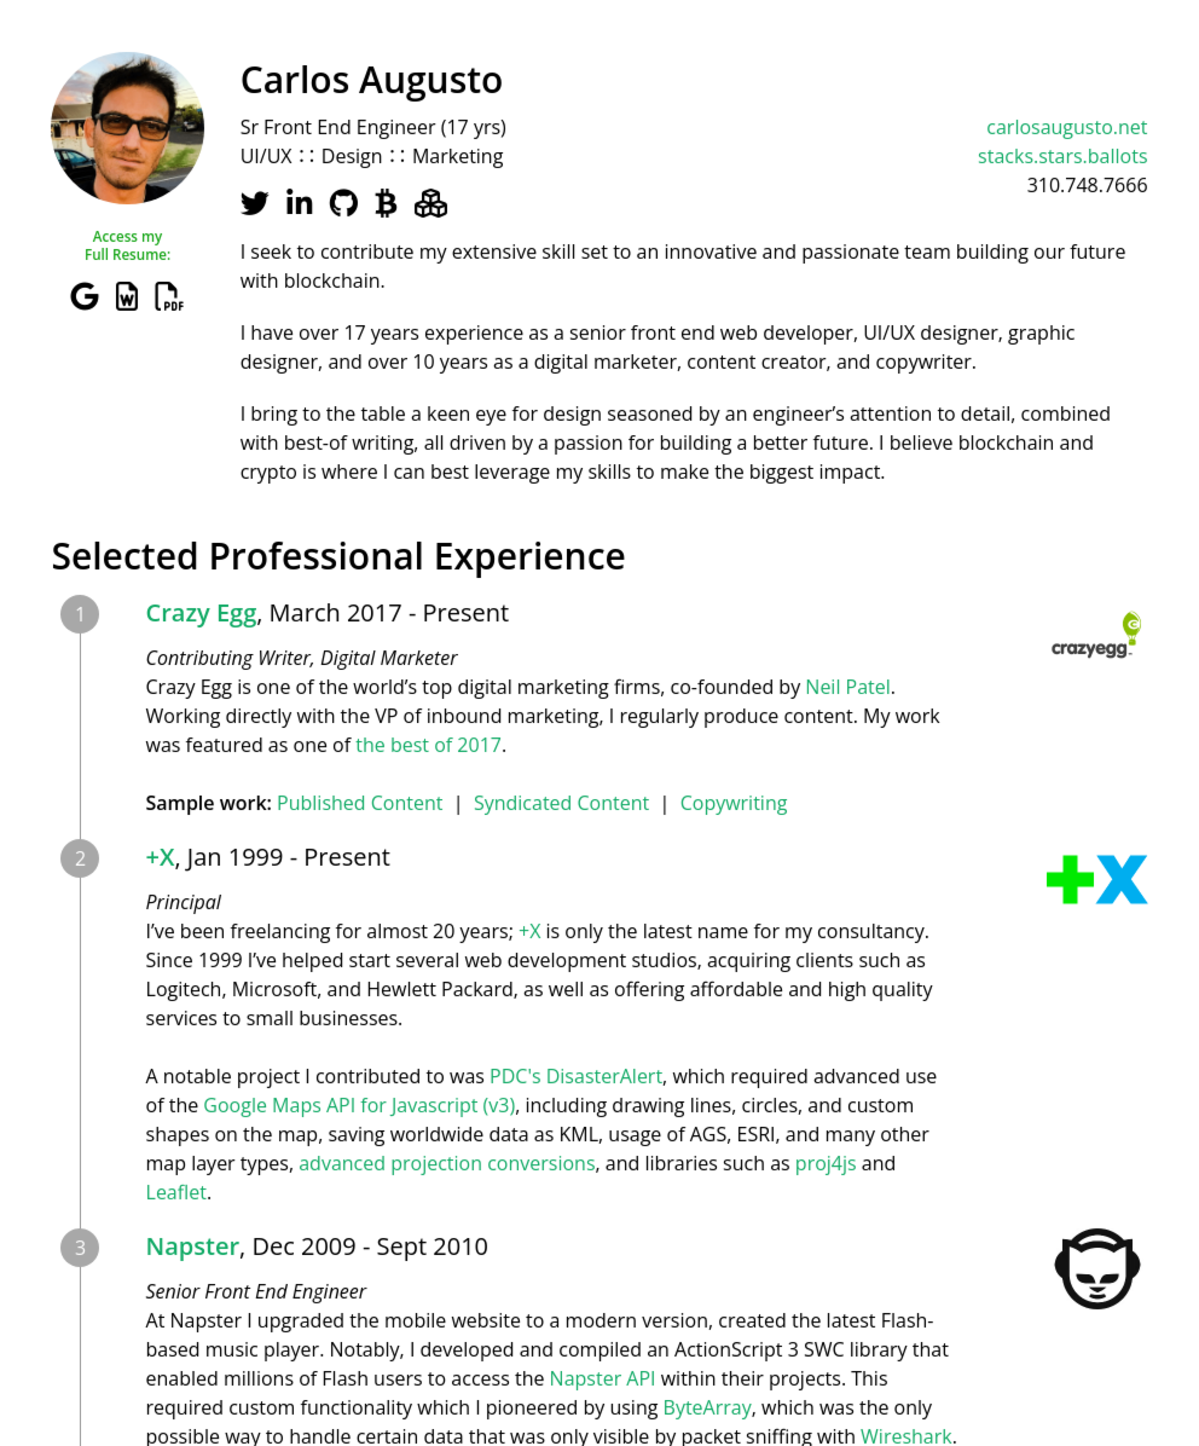 Carlos Augusto
Sr Front End Engineer (17 yrs)
UI/UX :: Design :: Marketing
carlosaugusto.net
stacks.stars.ballots
310.748.7666
Access my
Full Resume:
W
PDF
I seek to contribute my extensive skill set to an innovative and passionate team building our future
with blockchain.
I have over 17 years experience as a senior front end web developer, UI/UX designer, graphic
designer, and over 10 years as a digital marketer, content creator, and copywriter.
I bring to the table a keen eye for design seasoned by an engineer’s attention to detail, combined
with best-of writing, all driven by a passion for building a better future. I believe blockchain and
crypto is where I can best leverage my skills to make the biggest impact.
Selected Professional Experience
1
Crazy Egg, March 2017 - Present
crazyegg
Contributing Writer, Digital Marketer
Crazy Egg is one of the world’s top digital marketing firms, co-founded by Neil Patel.
Working directly with the VP of inbound marketing, I regularly produce content. My work
was featured as one of the best of 2017.
Sample work: Published Content | Syndicated Content | Copywriting
2
+X, Jan 1999 - Present
+X
Principal
I’ve been freelancing for almost 20 years; +X is only the latest name for my consultancy.
Since 1999 I’ve helped start several web development studios, acquiring clients such as
Logitech, Microsoft, and Hewlett Packard, as well as offering affordable and high quality
services to small businesses.
A notable project I contributed to was PDC's DisasterAlert, which required advanced use
of the Google Maps API for Javascript (v3), including drawing lines, circles, and custom
shapes on the map, saving worldwide data as KML, usage of AGS, ESRI, and many other
map layer types, advanced projection conversions, and libraries such as proj4js and
Leaflet.
3
Napster, Dec 2009 - Sept 2010
Senior Front End Engineer
At Napster I upgraded the mobile website to a modern version, created the latest Flash-
based music player. Notably, I developed and compiled an ActionScript 3 SWC library that
enabled millions of Flash users to access the Napster API within their projects. This
required custom functionality which I pioneered by using ByteArray, which was the only
possible way to handle certain data that was only visible by packet sniffing with Wireshark.